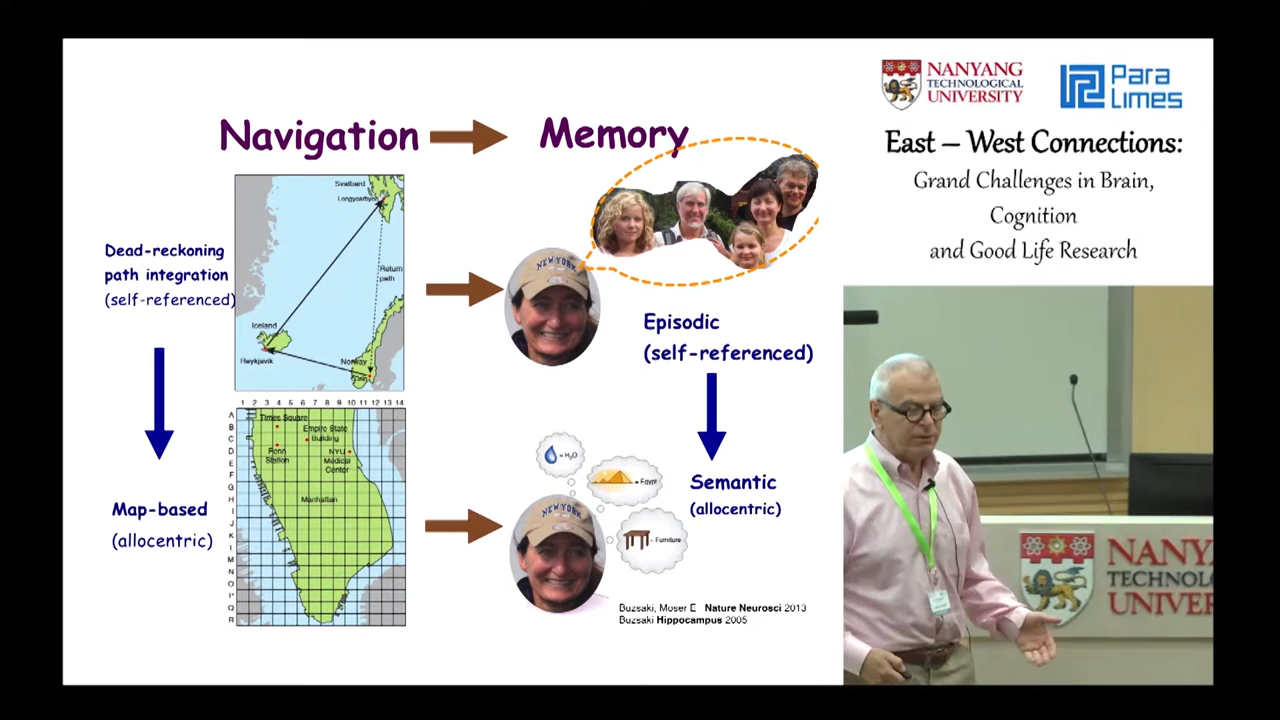 Navigation
Memory
Dead-reckoning
path integration
(self-referenced)
Svalbard
Longyearbyen
Return
path
Iceland
Reykjavik
Norway
Oslo
NEW YORK
Episodic
(self-referenced)
1 2 3 4 5 6 7 8 9 10 11 12 13 14
A
B
C
D
E
F
G
H
I
J
K
L
M
N
O
P
Q
R
Times Square
Empire State
Building
Penn
Station
NYU
Medical
Center
Manhattan
Map-based
(allocentric)
= H₂O
= Egypt
= Furniture
NEW YORK
Semantic
(allocentric)
Buzsaki, Moser E Nature Neurosci 2013
Buzsaki Hippocampus 2005
NANYANG
TECHNOLOGICAL
UNIVERSITY
Para
Limes
East – West Connections:
Grand Challenges in Brain,
Cognition
and Good Life Research
NANYA
TECHNOLOGIC
UNIVER